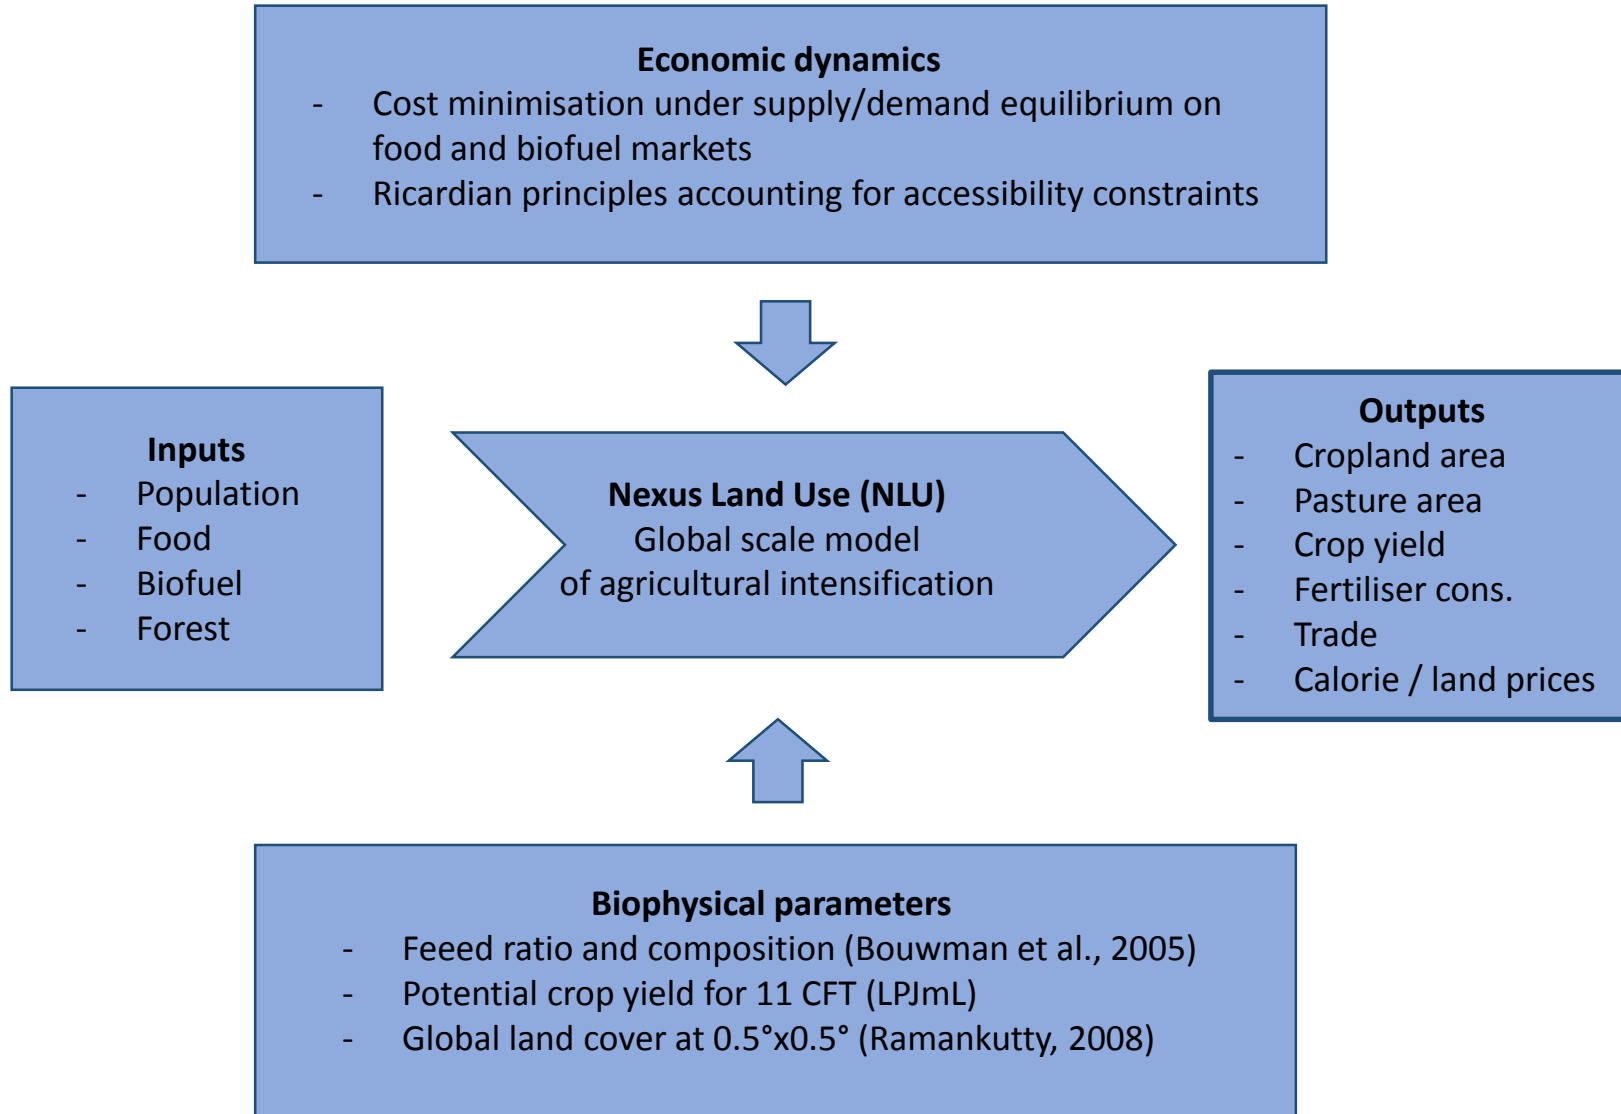 Economic dynamics
- Cost minimisation under supply/demand equilibrium on
food and biofuel markets
- Ricardian principles accounting for accessibility constraints
Inputs
- Population
- Food
- Biofuel
- Forest
Nexus Land Use (NLU)
Global scale model
of agricultural intensification
Outputs
- Cropland area
- Pasture area
- Crop yield
- Fertiliser cons.
- Trade
- Calorie / land prices
Biophysical parameters
- Feeed ratio and composition (Bouwman et al., 2005)
- Potential crop yield for 11 CFT (LPJmL)
- Global land cover at 0.5°x0.5° (Ramankutty, 2008)